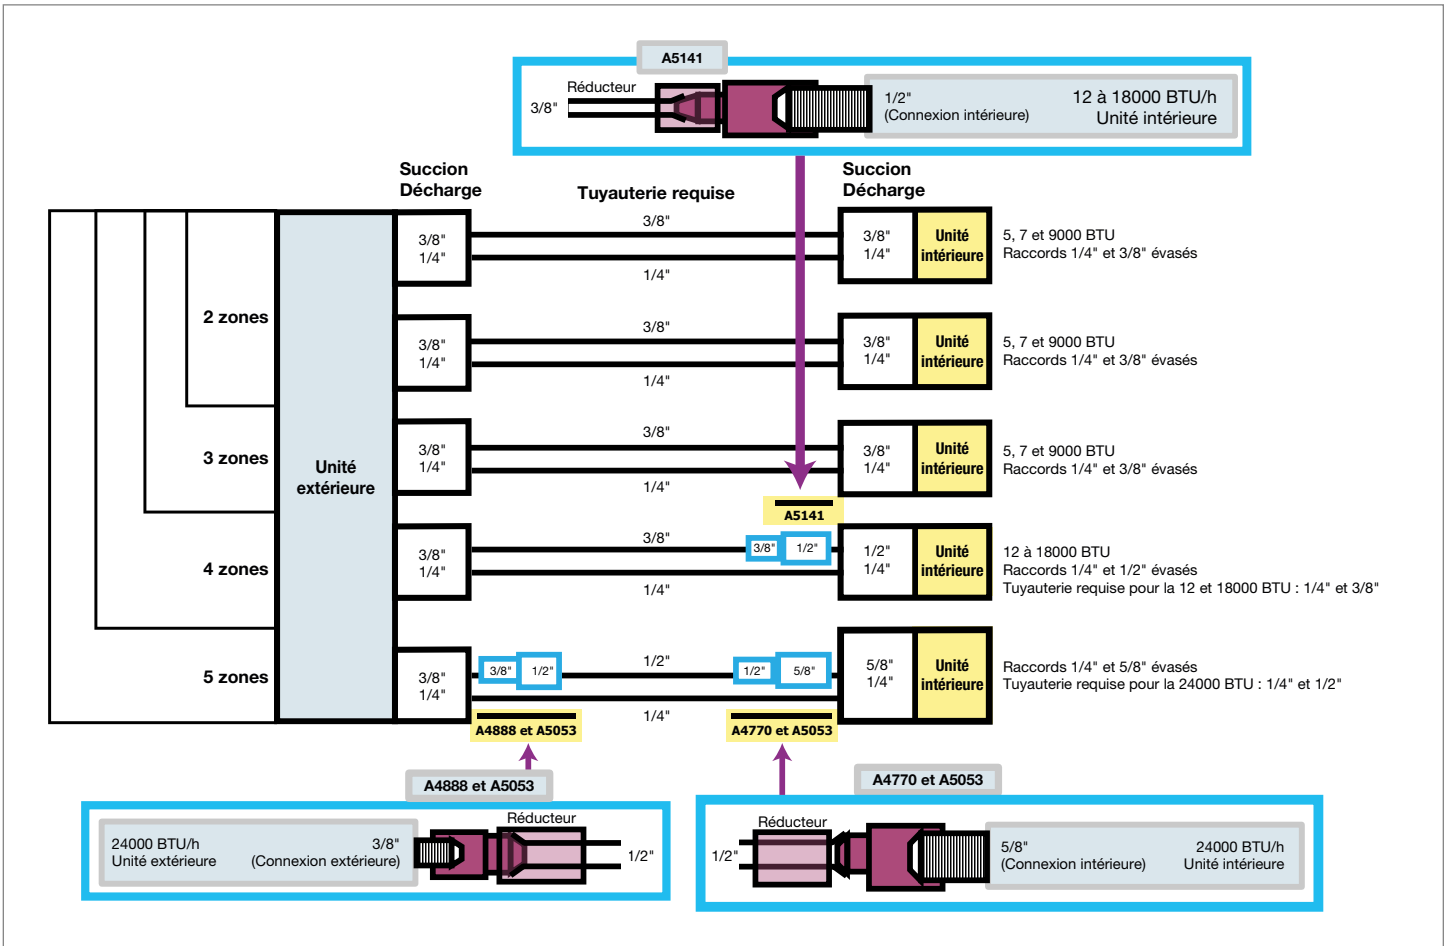 A5141
Réducteur
3/8"
1/2"
(Connexion intérieure)
12 à 18000 BTU/h
Unité intérieure
Succion
Décharge
Tuyauterie requise
Succion
Décharge
3/8"
1/4"
3/8"
1/4"
3/8"
1/4"
Unité
intérieure
5, 7 et 9000 BTU
Raccords 1/4" et 3/8" évasés
2 zones
3/8"
1/4"
3/8"
1/4"
3/8"
1/4"
Unité
intérieure
5, 7 et 9000 BTU
Raccords 1/4" et 3/8" évasés
3 zones
Unité
extérieure
3/8"
1/4"
3/8"
1/4"
3/8"
1/4"
Unité
intérieure
5, 7 et 9000 BTU
Raccords 1/4" et 3/8" évasés
A5141
4 zones
3/8"
1/4"
3/8"
1/4"
3/8"
1/2"
1/2"
1/4"
Unité
intérieure
12 à 18000 BTU
Raccords 1/4" et 1/2" évasés
Tuyauterie requise pour la 12 et 18000 BTU : 1/4" et 3/8"
5 zones
3/8"
1/4"
3/8"
1/2"
1/2"
1/4"
1/2"
5/8"
5/8"
1/4"
Unité
intérieure
Raccords 1/4" et 5/8" évasés
Tuyauterie requise pour la 24000 BTU : 1/4" et 1/2"
A4888 et A5053
A4770 et A5053
A4888 et A5053
24000 BTU/h
Unité extérieure
3/8"
(Connexion extérieure)
Réducteur
1/2"
A4770 et A5053
Réducteur
1/2"
5/8"
(Connexion intérieure)
24000 BTU/h
Unité intérieure